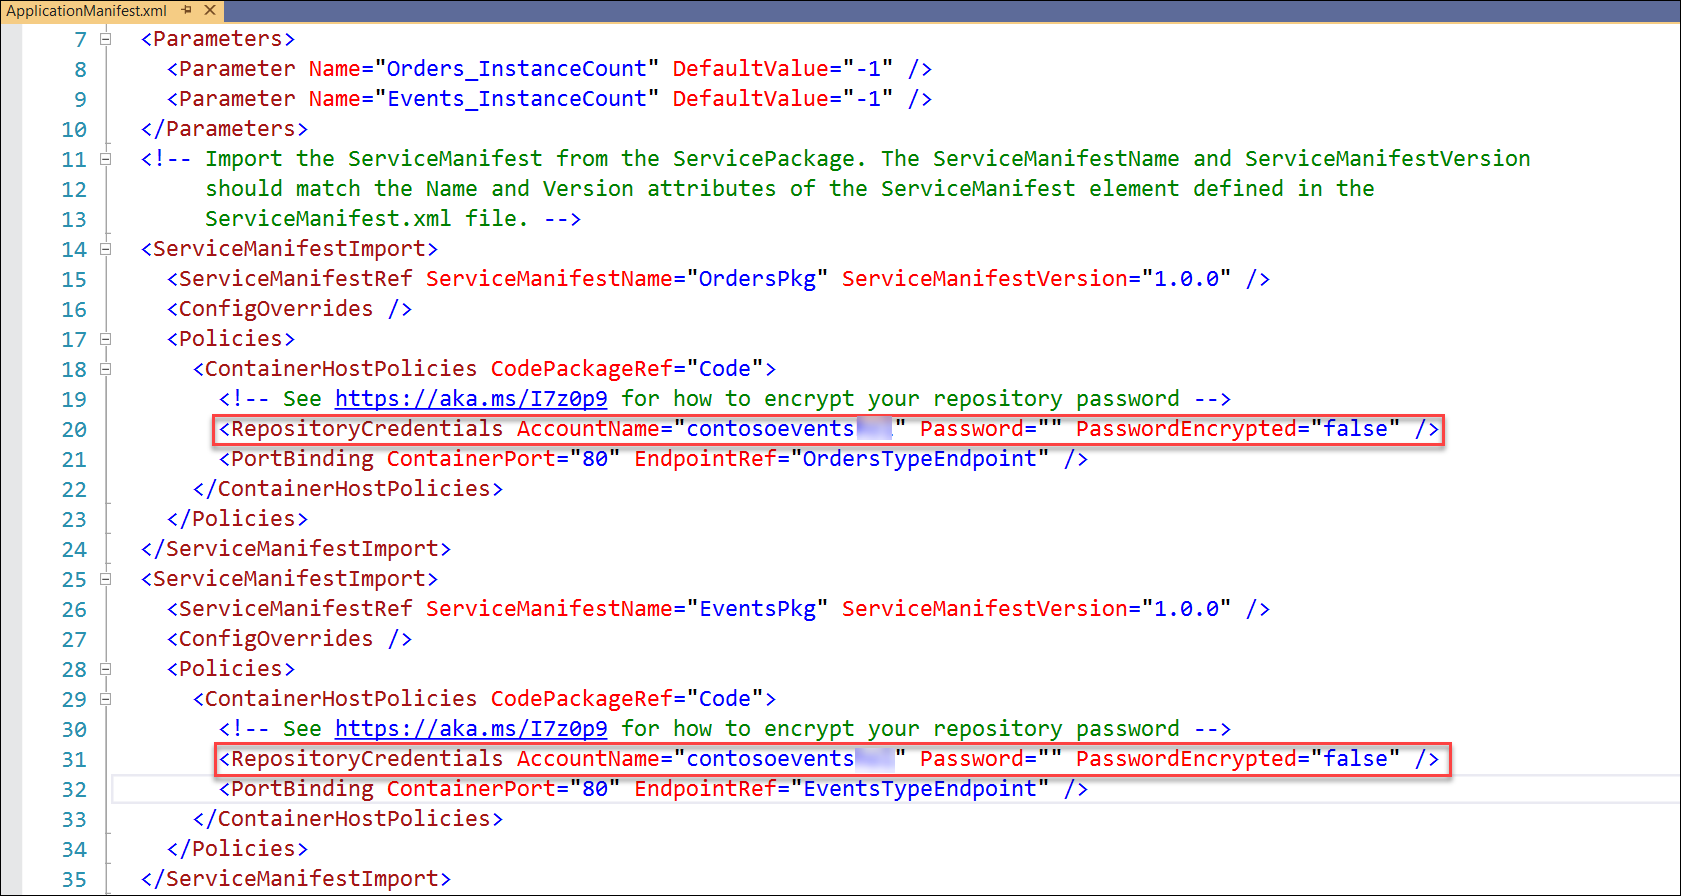 ApplicationManifest.xml
7 <Parameters>
8 <Parameter Name="Orders_InstanceCount" DefaultValue="-1" />
9 <Parameter Name="Events_InstanceCount" DefaultValue="-1" />
10 </Parameters>
11 <!-- Import the ServiceManifest from the ServicePackage. The ServiceManifestName and ServiceManifestVersion
12 should match the Name and Version attributes of the ServiceManifest element defined in the
13 ServiceManifest.xml file. -->
14 <ServiceManifestImport>
15 <ServiceManifestRef ServiceManifestName="OrdersPkg" ServiceManifestVersion="1.0.0" />
16 <ConfigOverrides />
17 <Policies>
18 <ContainerHostPolicies CodePackageRef="Code">
19 <!-- See https://aka.ms/I7z0p9 for how to encrypt your repository password -->
20 <RepositoryCredentials AccountName="contosoevents" Password="" PasswordEncrypted="false" />
21 <PortBinding ContainerPort="80" EndpointRef="OrdersTypeEndpoint" />
22 </ContainerHostPolicies>
23 </Policies>
24 </ServiceManifestImport>
25 <ServiceManifestImport>
26 <ServiceManifestRef ServiceManifestName="EventsPkg" ServiceManifestVersion="1.0.0" />
27 <ConfigOverrides />
28 <Policies>
29 <ContainerHostPolicies CodePackageRef="Code">
30 <!-- See https://aka.ms/I7z0p9 for how to encrypt your repository password -->
31 <RepositoryCredentials AccountName="contosoevents" Password="" PasswordEncrypted="false" />
32 <PortBinding ContainerPort="80" EndpointRef="EventsTypeEndpoint" />
33 </ContainerHostPolicies>
34 </Policies>
35 </ServiceManifestImport>